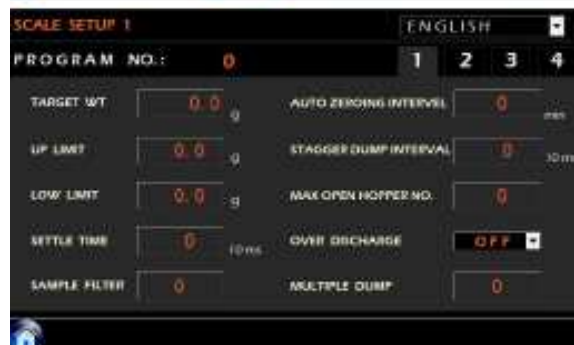 SCALE SETUP 1 ENGLISH
PROGRAM NO.: 0 1 2 3 4
TARGET WT 0.0 g AUTO ZEROING INTERVEL 0 min
UP LIMIT 0.0 g STAGGER DUMP INTERVAL 0 10m
LOW LIMIT 0.0 g MAX OPEN HOPPER NO. 0
SETTLE TIME 0 10ms OVER DISCHARGE OFF
SAMPLE FILTER 0 MULTIPLE DUMP 0